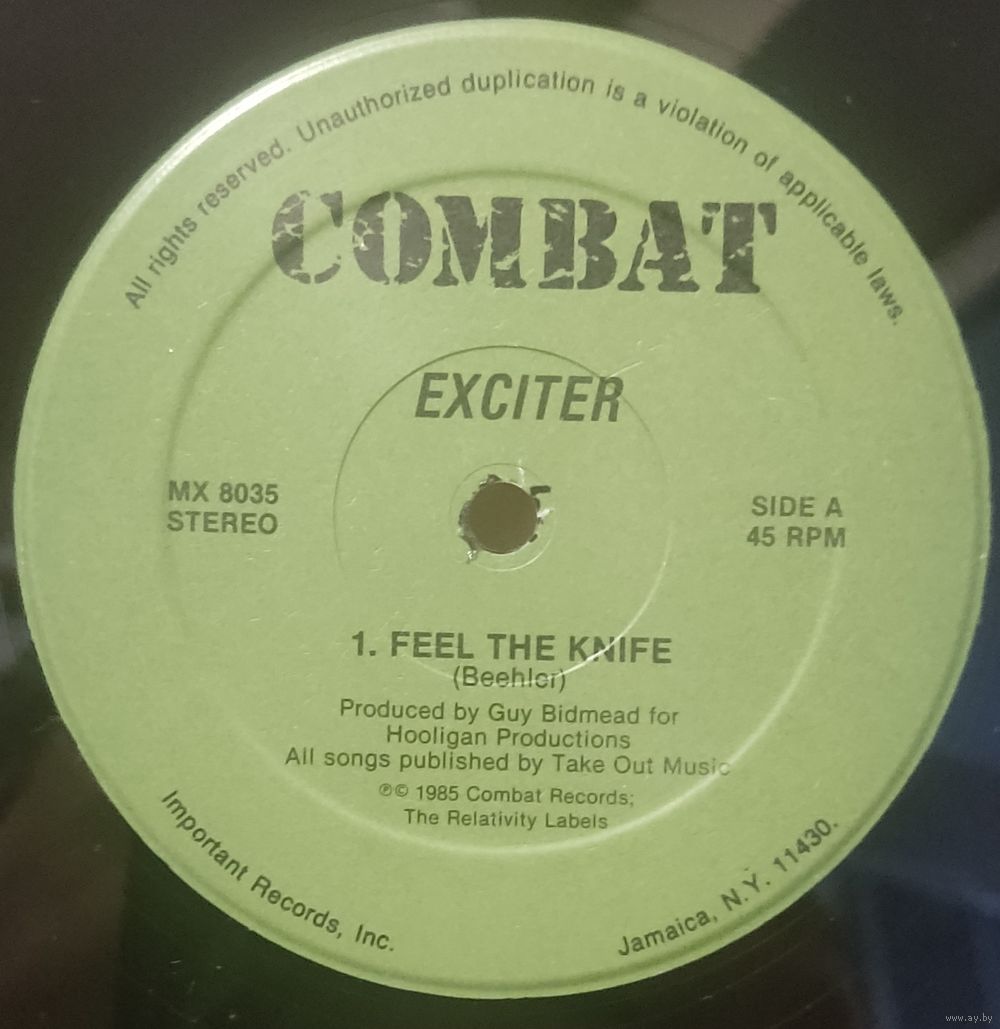 All rights reserved. Unauthorized duplication is a violation of applicable laws.
COMBAT
EXCITER
MX 8035
STEREO
SIDE A
45 RPM
1. FEEL THE KNIFE
(Beehler)
Produced by Guy Bidmead for
Hooligan Productions
All songs published by Take Out Music
℗© 1985 Combat Records;
The Relativity Labels
Important Records, Inc.
Jamaica, N.Y. 11430.
www.ay.by